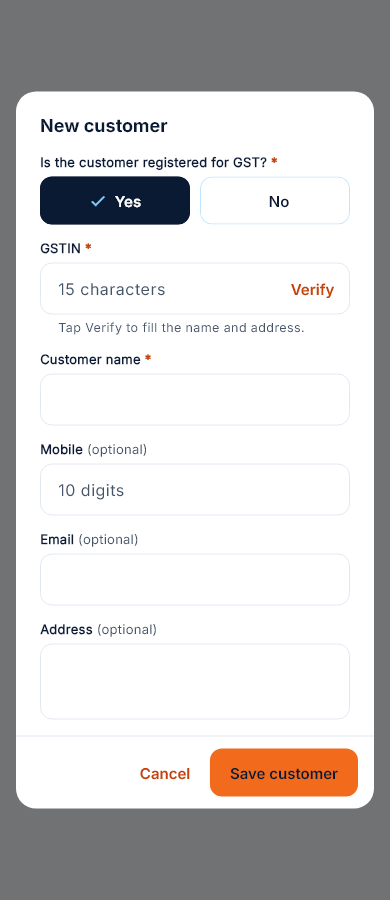 New customer
Is the customer registered for GST? *
Yes
No
GSTIN *
15 characters
Verify
Tap Verify to fill the name and address.
Customer name *
Mobile (optional)
10 digits
Email (optional)
Address (optional)
Cancel
Save customer